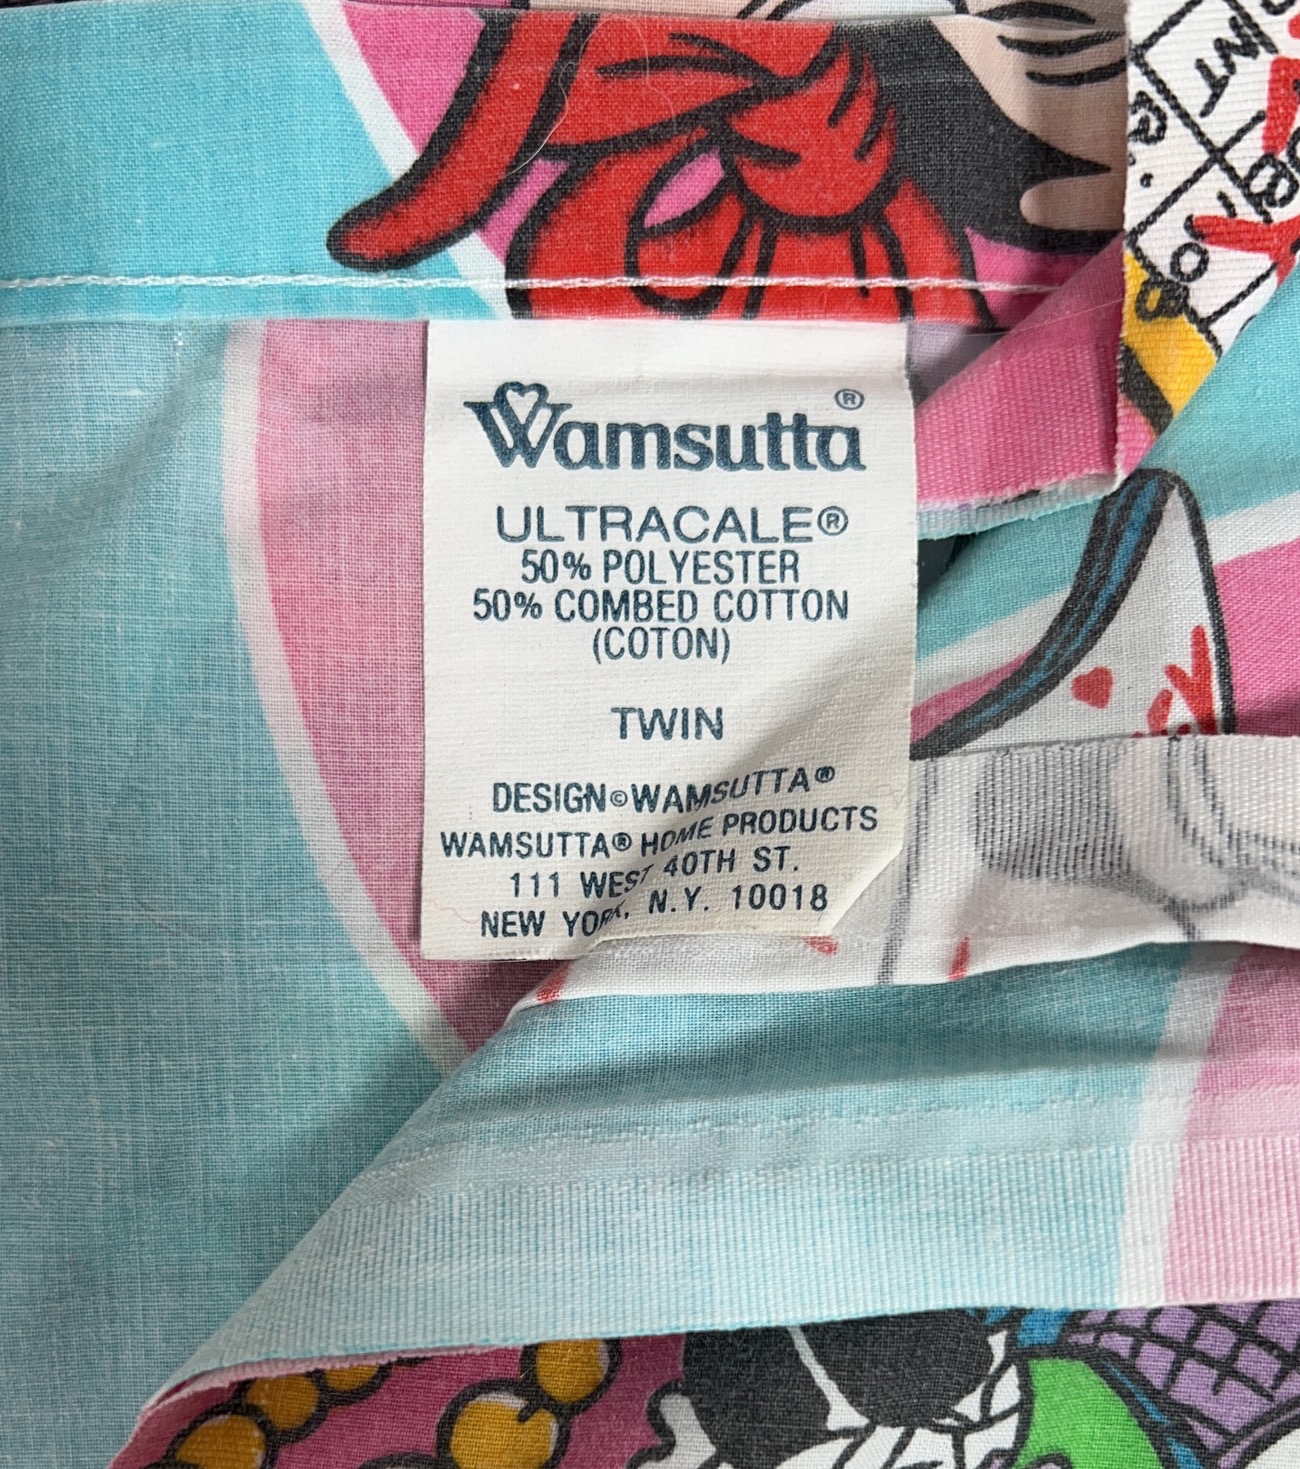 Wamsutta®
ULTRACALE®
50% POLYESTER
50% COMBED COTTON
(COTON)
TWIN
DESIGN©WAMSUTTA®
WAMSUTTA® HOME PRODUCTS
111 WEST 40TH ST.
NEW YORK, N.Y. 10018